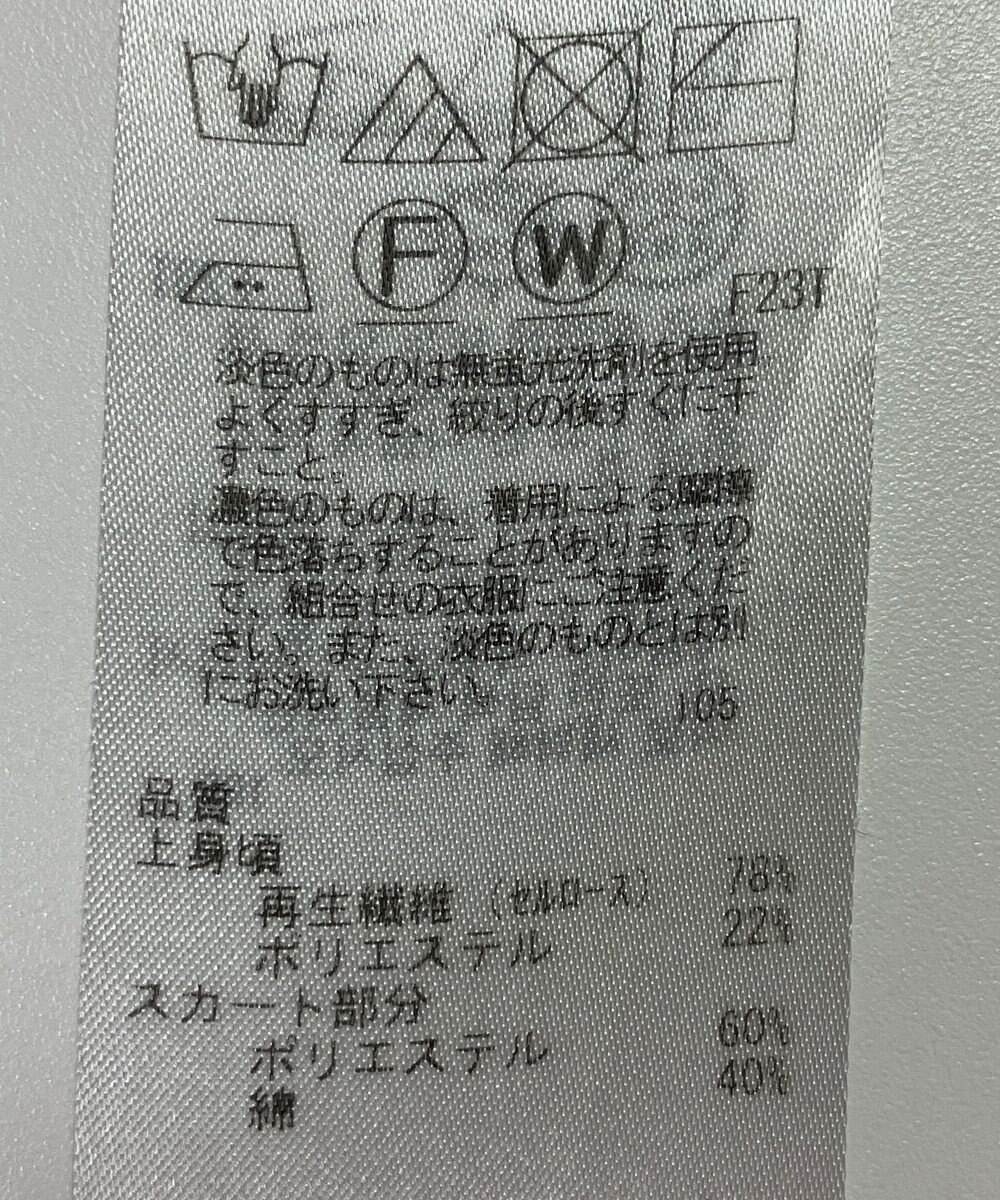 F W
F23T
淡色のものは無蛍光洗剤を使用
よくすすぎ、絞りの後すぐに干
すこと。
濃色のものは、着用による摩擦
で色落ちすることがありますの
で、組合せの衣服にご注意くだ
さい。また、淡色のものとは別
にお洗い下さい。
105
品質
上身頃
再生繊維（セルロース） 78%
ポリエステル 22%
スカート部分
ポリエステル 60%
綿 40%